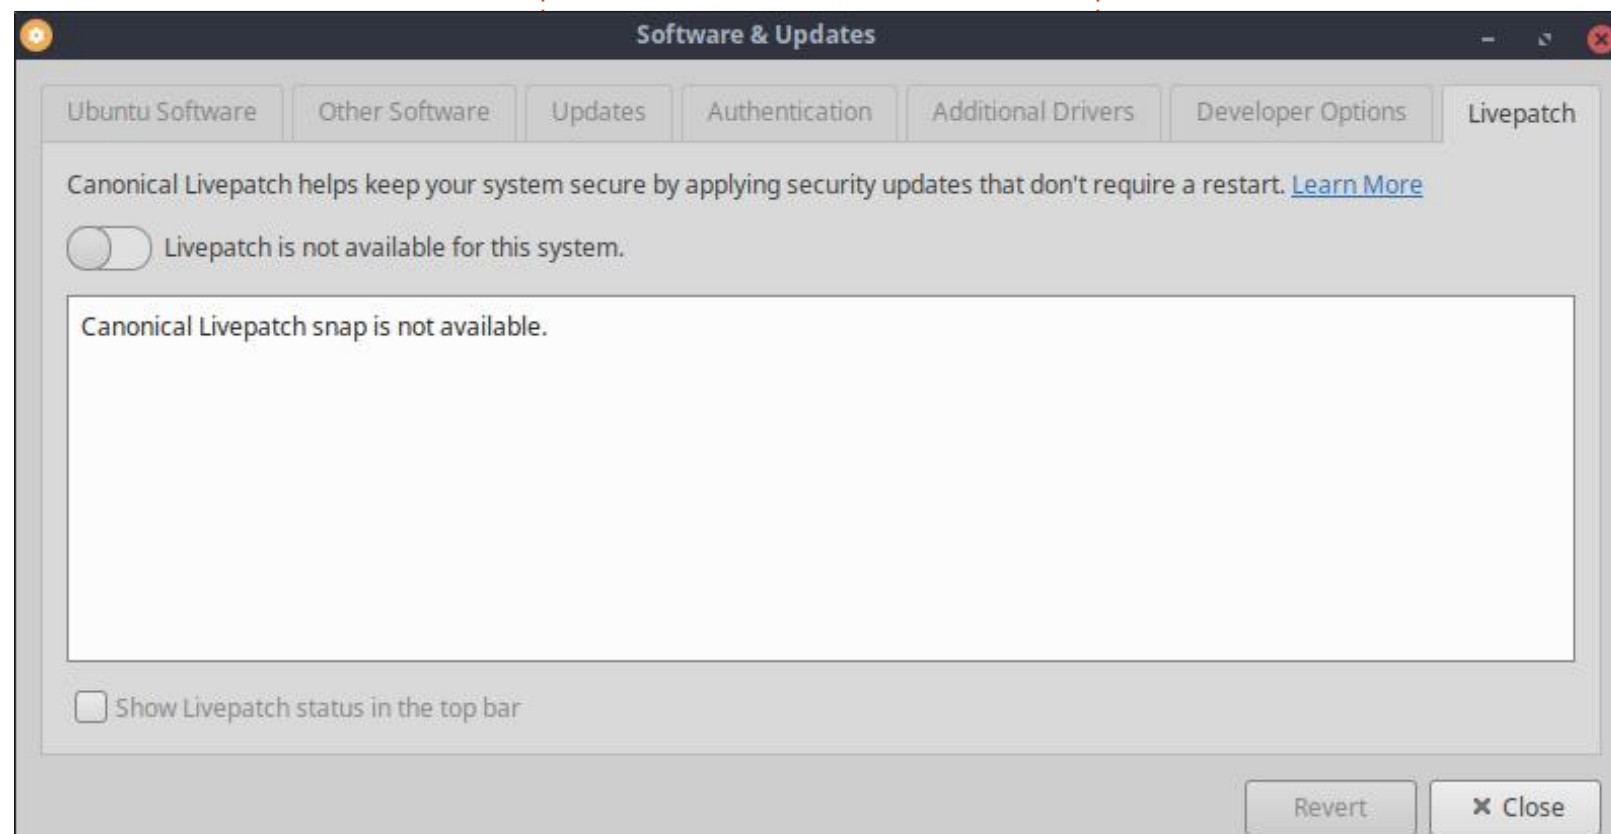 Software & Updates
Ubuntu Software Other Software Updates Authentication Additional Drivers Developer Options Livepatch
Canonical Livepatch helps keep your system secure by applying security updates that don't require a restart. Learn More
Livepatch is not available for this system.
Canonical Livepatch snap is not available.
Show Livepatch status in the top bar
Revert Close